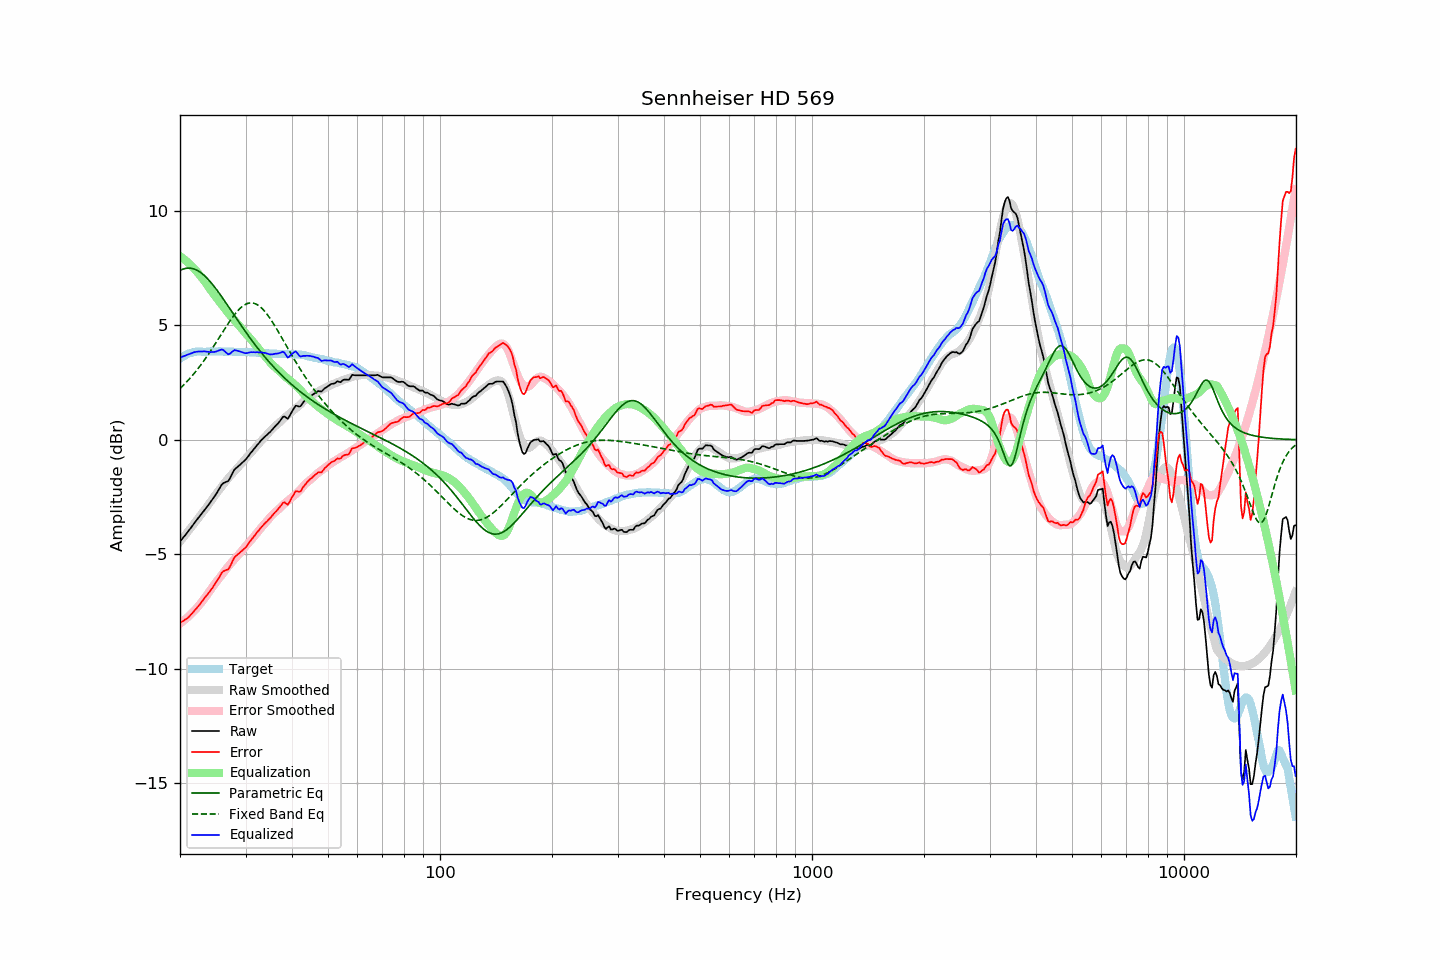 Sennheiser HD 569
Amplitude (dBr)
10
5
0
−5
−10
−15
Target
Raw Smoothed
Error Smoothed
Raw
Error
Equalization
Parametric Eq
Fixed Band Eq
Equalized
100
1000
10000
Frequency (Hz)